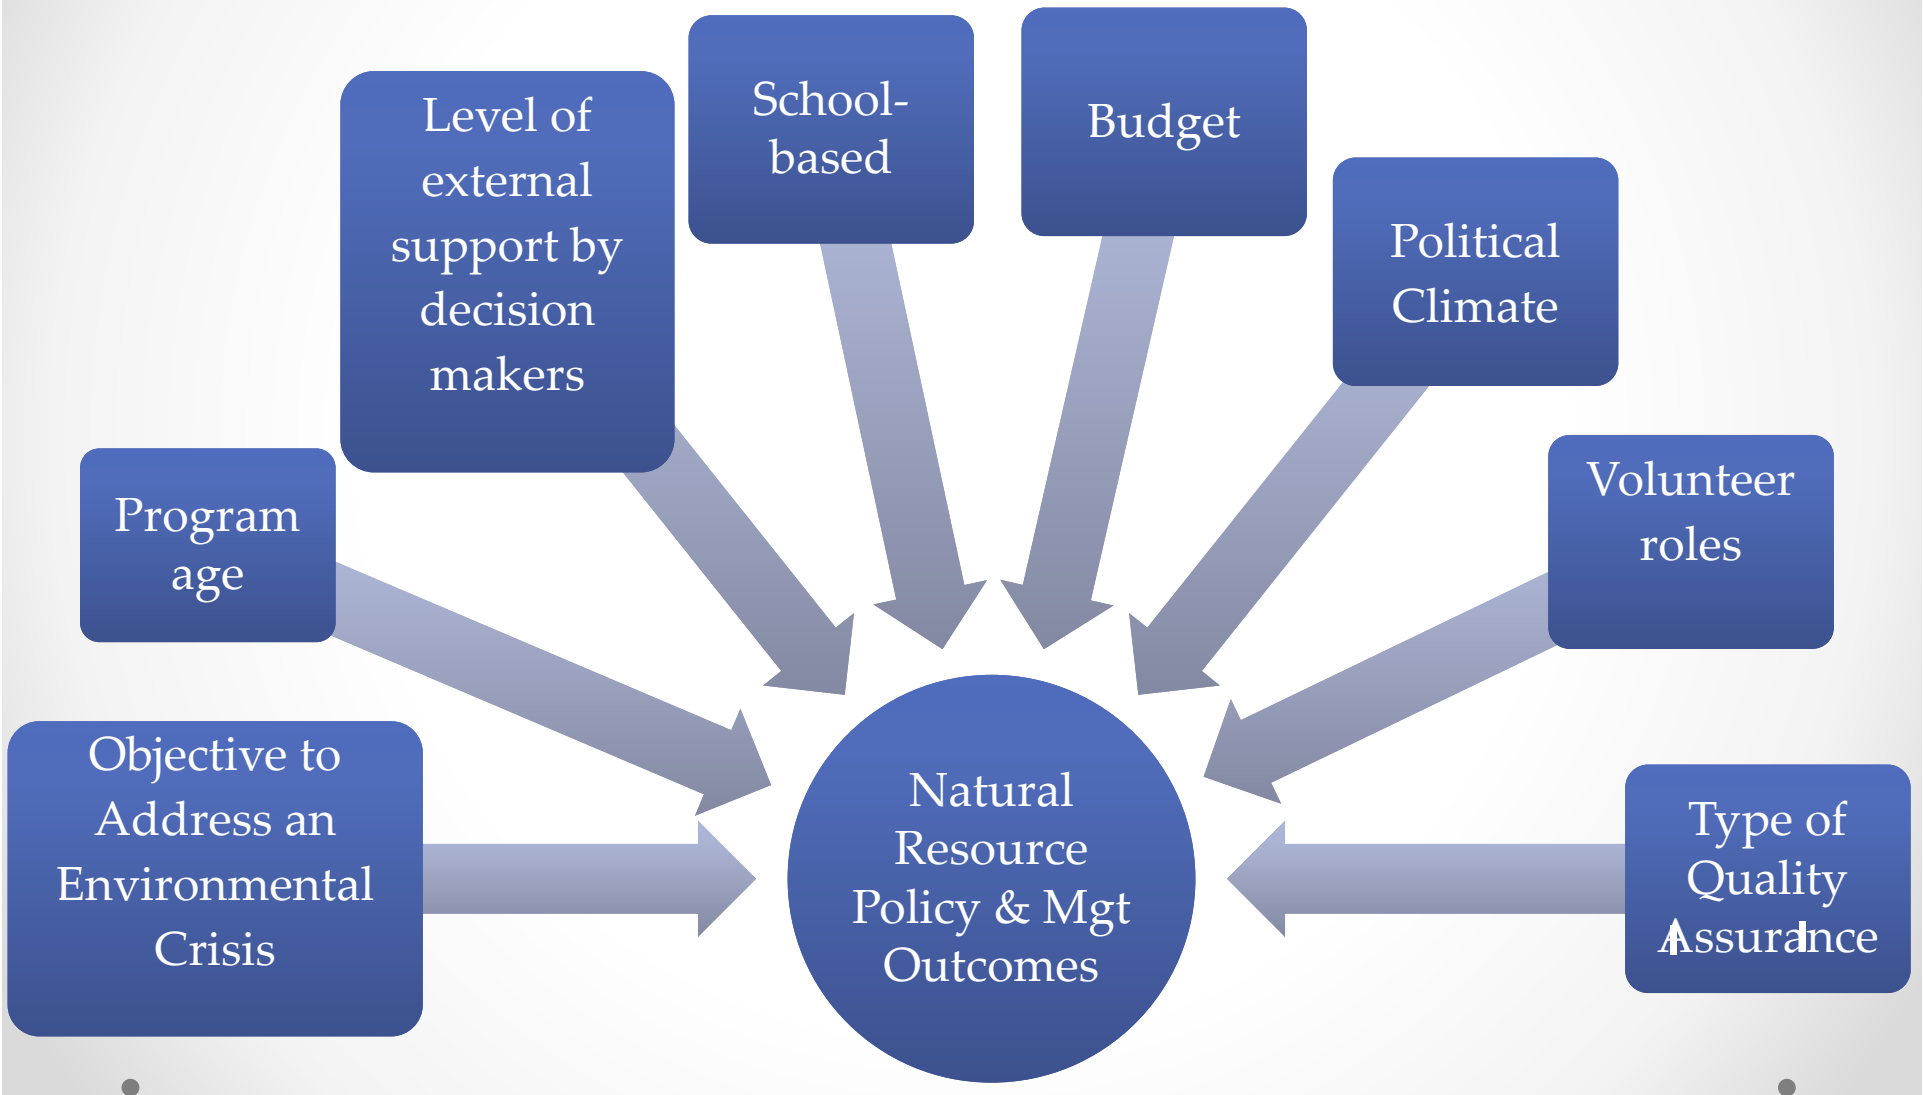 School-
based
Budget
Level of
external
support by
decision
makers
Political
Climate
Program
age
Volunteer
roles
Objective to
Address an
Environmental
Crisis
Natural
Resource
Policy & Mgt
Outcomes
Type of
Quality
Assurance